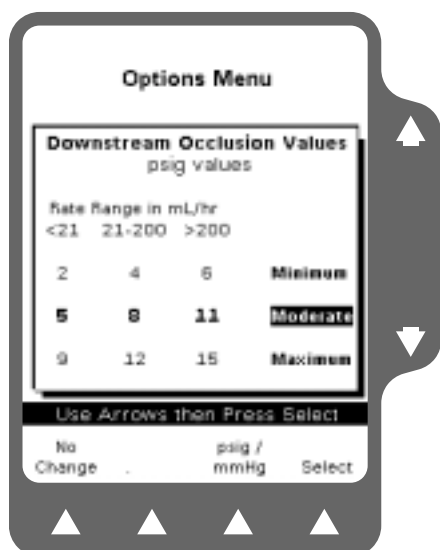 Options Menu
Downstream Occlusion Values
psig values
Rate Range in mL/hr
<21 21-200 >200
2 4 6 Minimum
5 8 11 Moderate
9 12 15 Maximum
Use Arrows then Press Select
No psig /
Change . mmHg Select